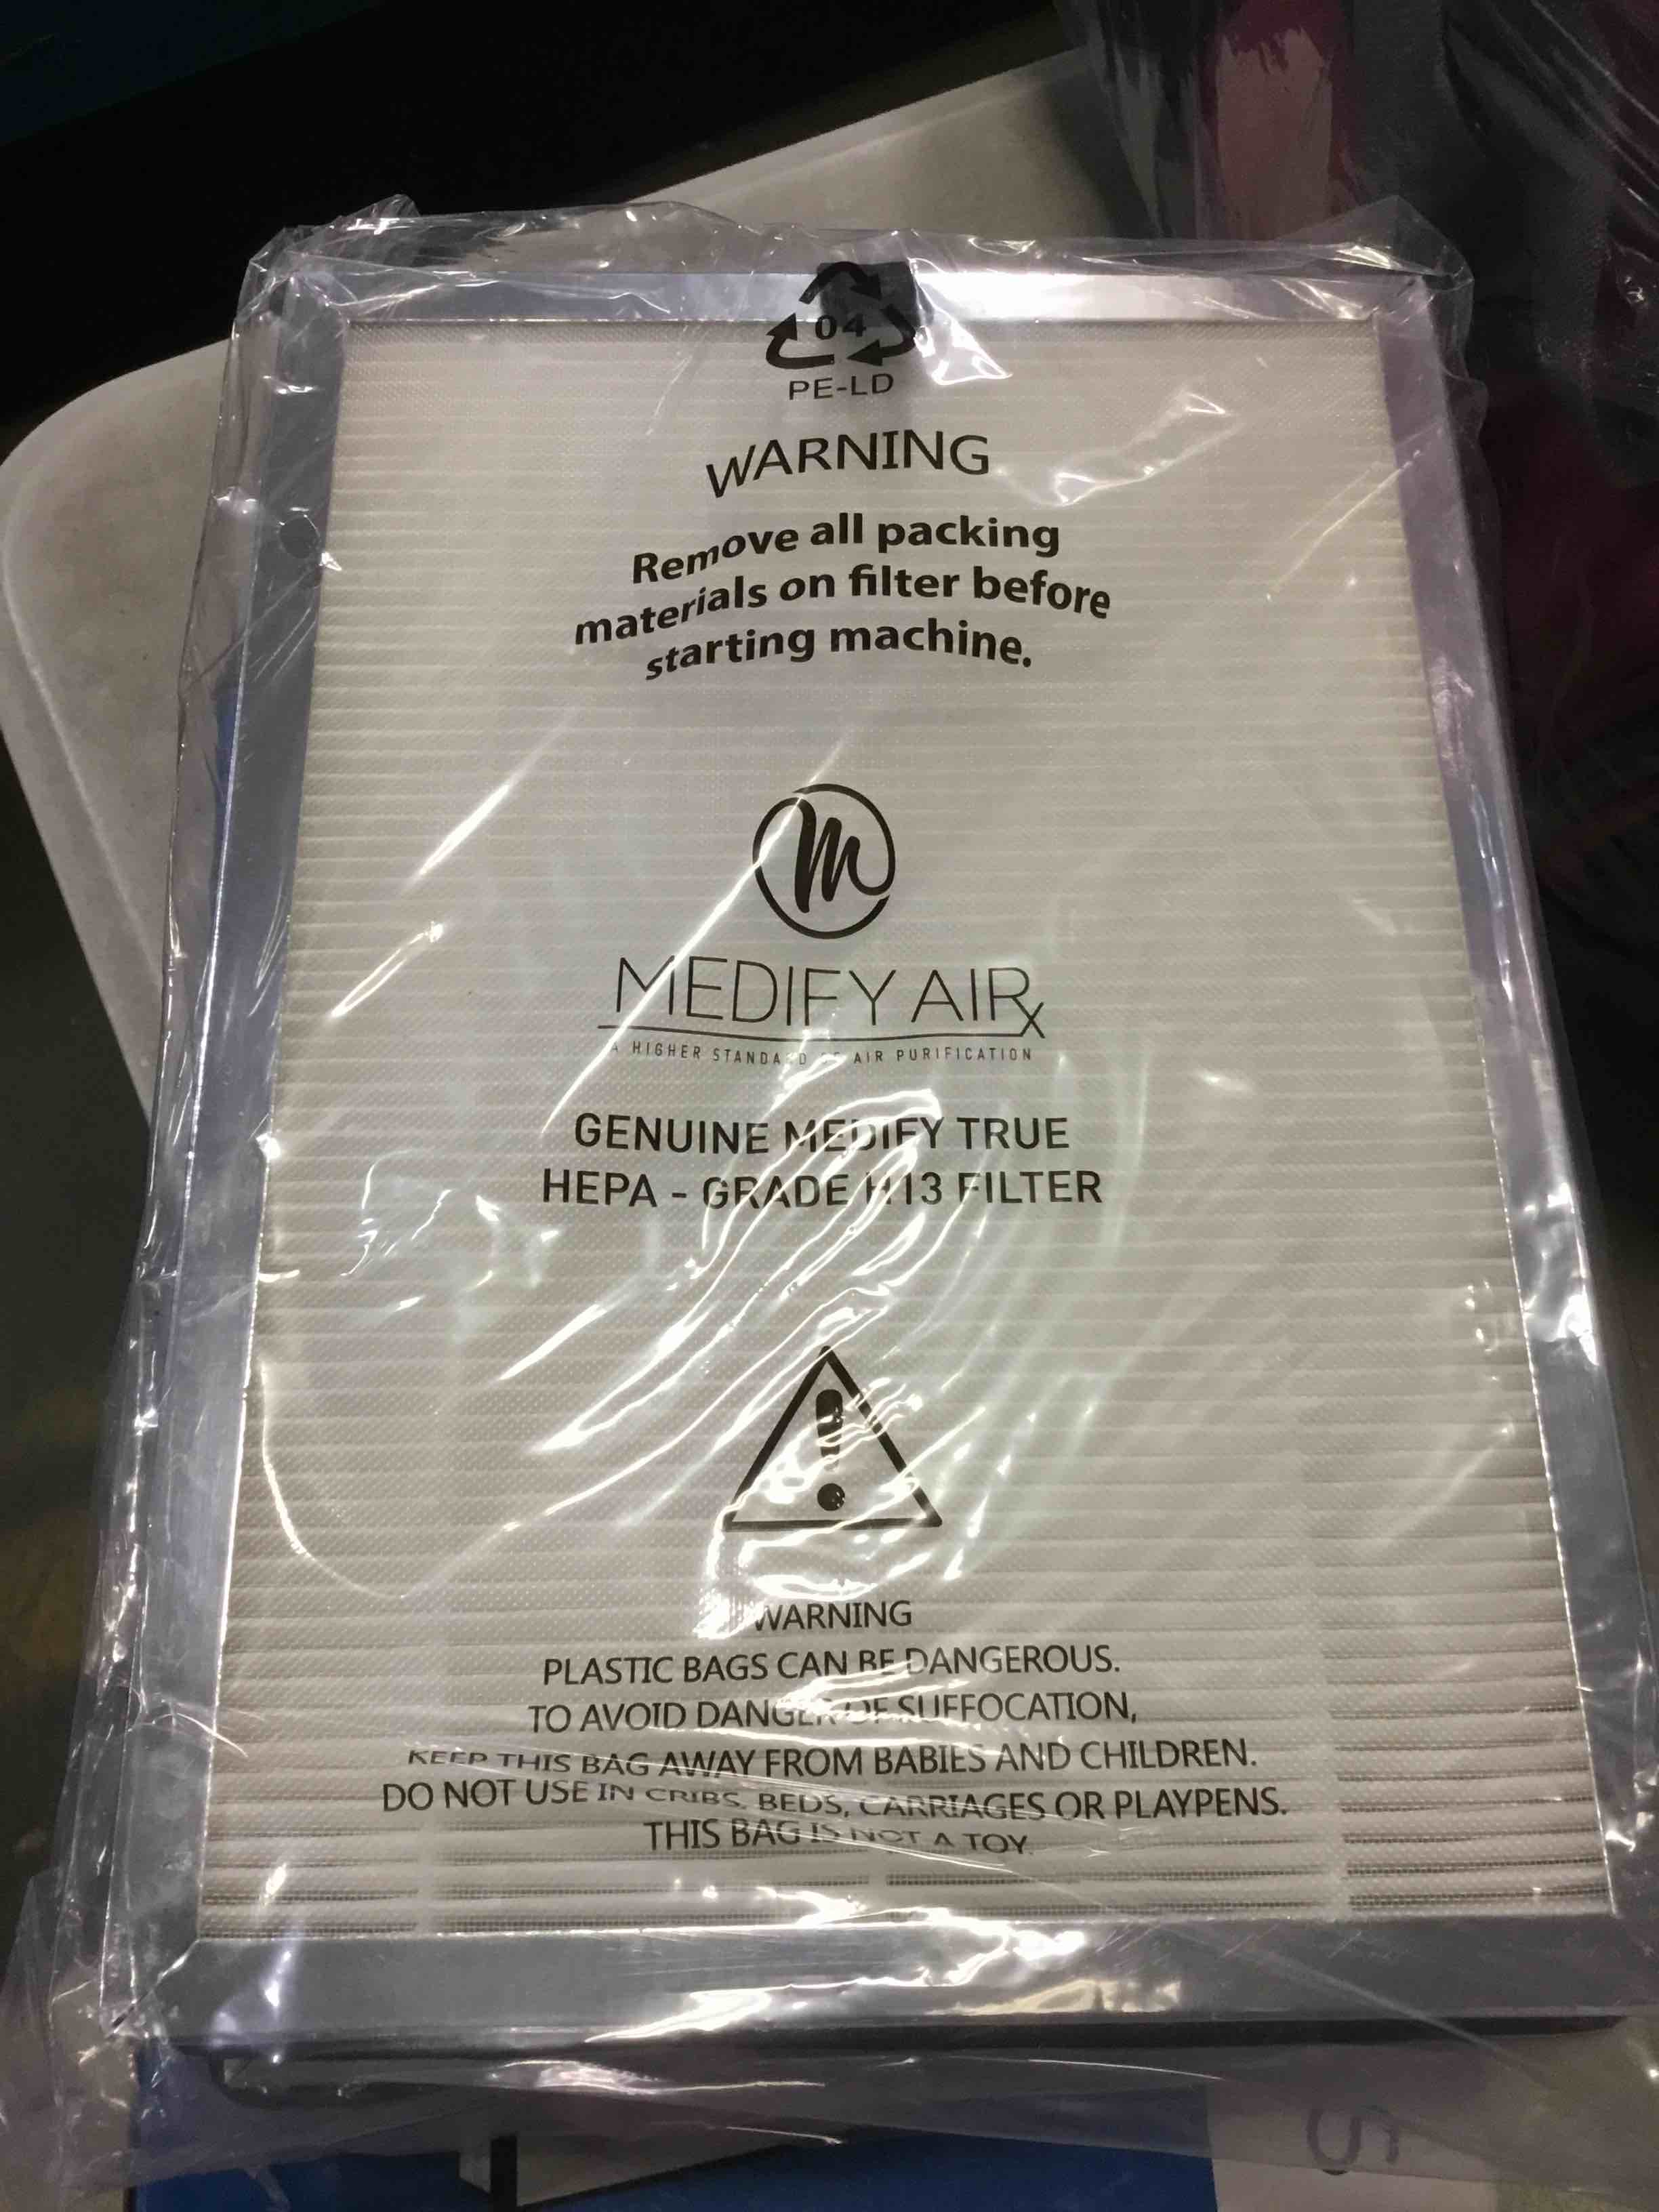 04
PE-LD
WARNING
Remove all packing
materials on filter before
starting machine.
m
MEDIFY AIRx
A HIGHER STANDARD OF AIR PURIFICATION
GENUINE MEDIFY TRUE
HEPA - GRADE H13 FILTER
!
WARNING
PLASTIC BAGS CAN BE DANGEROUS.
TO AVOID DANGER OF SUFFOCATION,
KEEP THIS BAG AWAY FROM BABIES AND CHILDREN.
DO NOT USE IN CRIBS, BEDS, CARRIAGES OR PLAYPENS.
THIS BAG IS NOT A TOY.